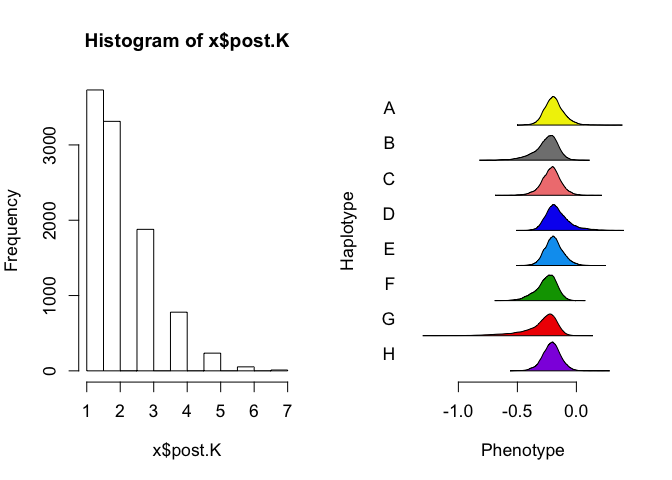 Histogram of x$post.K
Frequency
0
1000
2000
3000
1 2 3 4 5 6 7
x$post.K
Haplotype
A
B
C
D
E
F
G
H
-1.0 -0.5 0.0
Phenotype